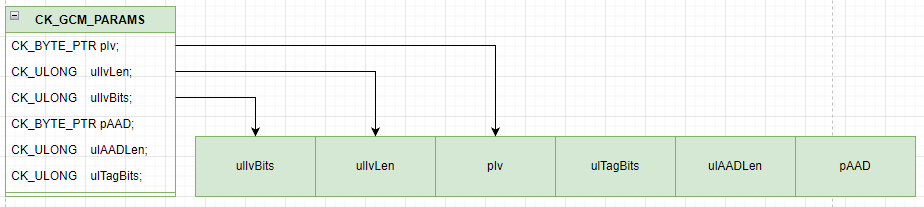 CK_GCM_PARAMS
CK_BYTE_PTR pIv;
CK_ULONG ulIvLen;
CK_ULONG ulIvBits;
CK_BYTE_PTR pAAD;
CK_ULONG ulAADLen;
CK_ULONG ulTagBits;
ulIvBits ulIvLen pIv ulTagBits ulAADLen pAAD